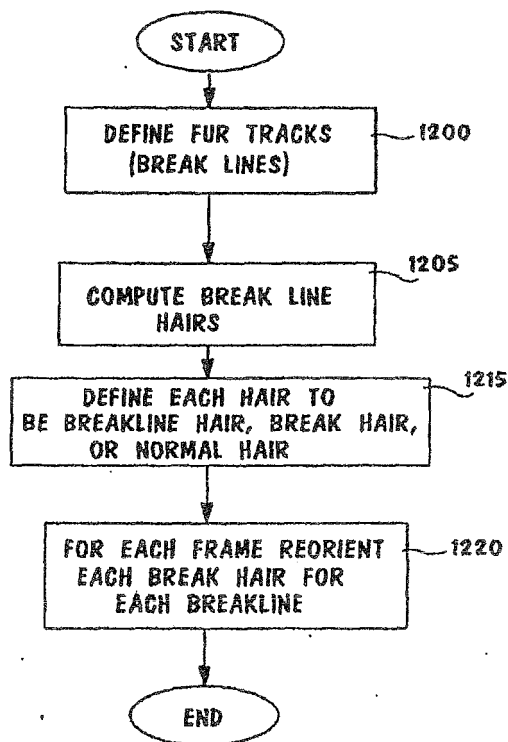 START
DEFINE FUR TRACKS
(BREAK LINES)
1200
1205
COMPUTE BREAK LINE
HAIRS
1215
DEFINE EACH HAIR TO
BE BREAKLINE HAIR, BREAK HAIR,
OR NORMAL HAIR
FOR EACH FRAME REORIENT
EACH BREAK HAIR FOR
EACH BREAKLINE
1220
END